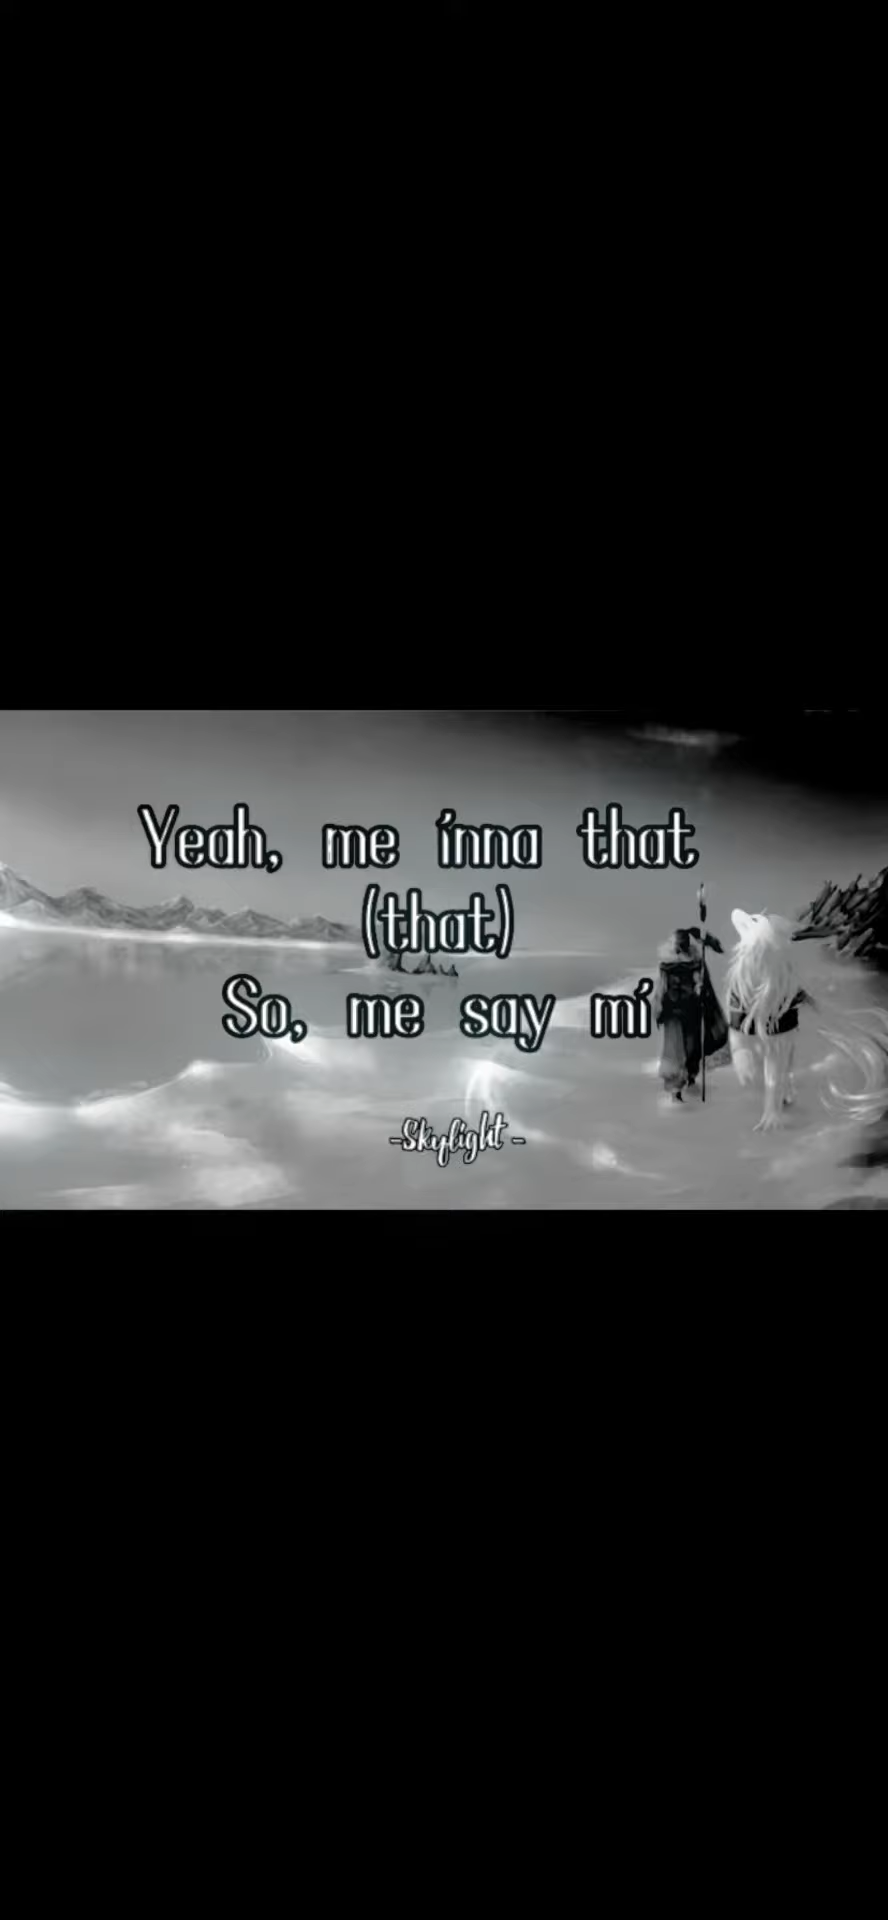 Yeah, me ínna that
(that)
So, me say mí
-Skylight -